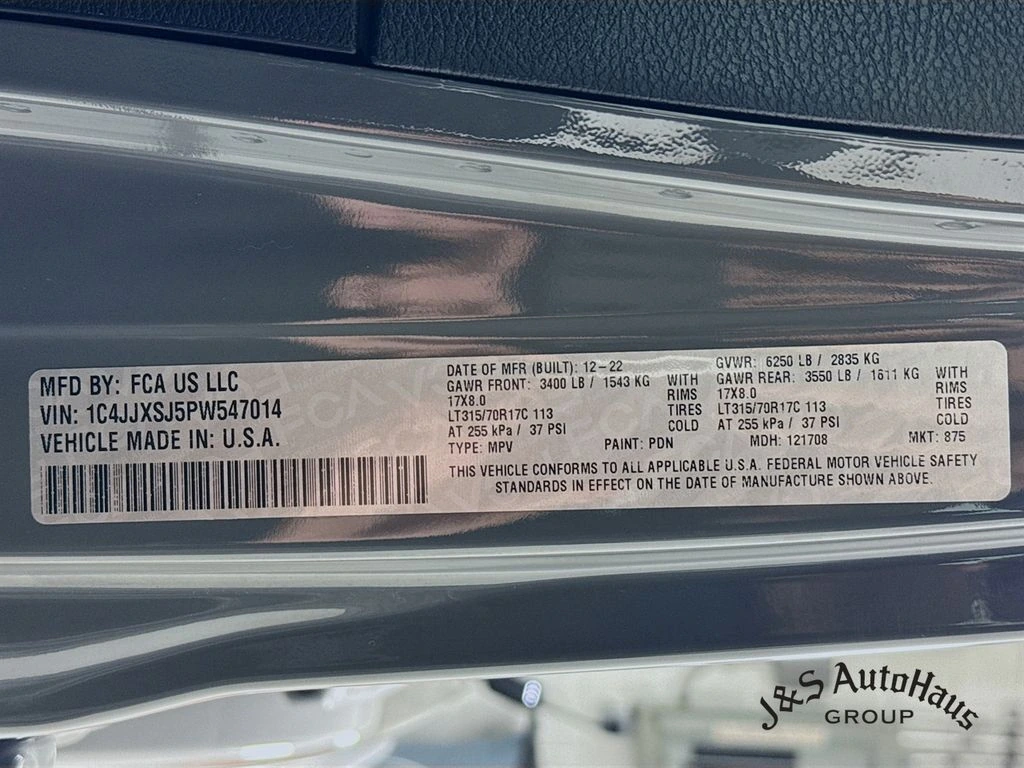 MFD BY: FCA US LLC
VIN: 1C4JJXSJ5PW547014
VEHICLE MADE IN: U.S.A.
DATE OF MFR (BUILT): 12-22
GAWR FRONT: 3400 LB / 1543 KG WITH
17X8.0 RIMS
LT315/70R17C 113 TIRES
AT 255 kPa / 37 PSI COLD
TYPE: MPV PAINT: PDN
GVWR: 6250 LB / 2835 KG
GAWR REAR: 3550 LB / 1611 KG WITH
17X8.0 RIMS
LT315/70R17C 113 TIRES
AT 255 kPa / 37 PSI COLD
MDH: 121708 MKT: 875
THIS VEHICLE CONFORMS TO ALL APPLICABLE U.S.A. FEDERAL MOTOR VEHICLE SAFETY
STANDARDS IN EFFECT ON THE DATE OF MANUFACTURE SHOWN ABOVE.
J&S AutoHaus
GROUP